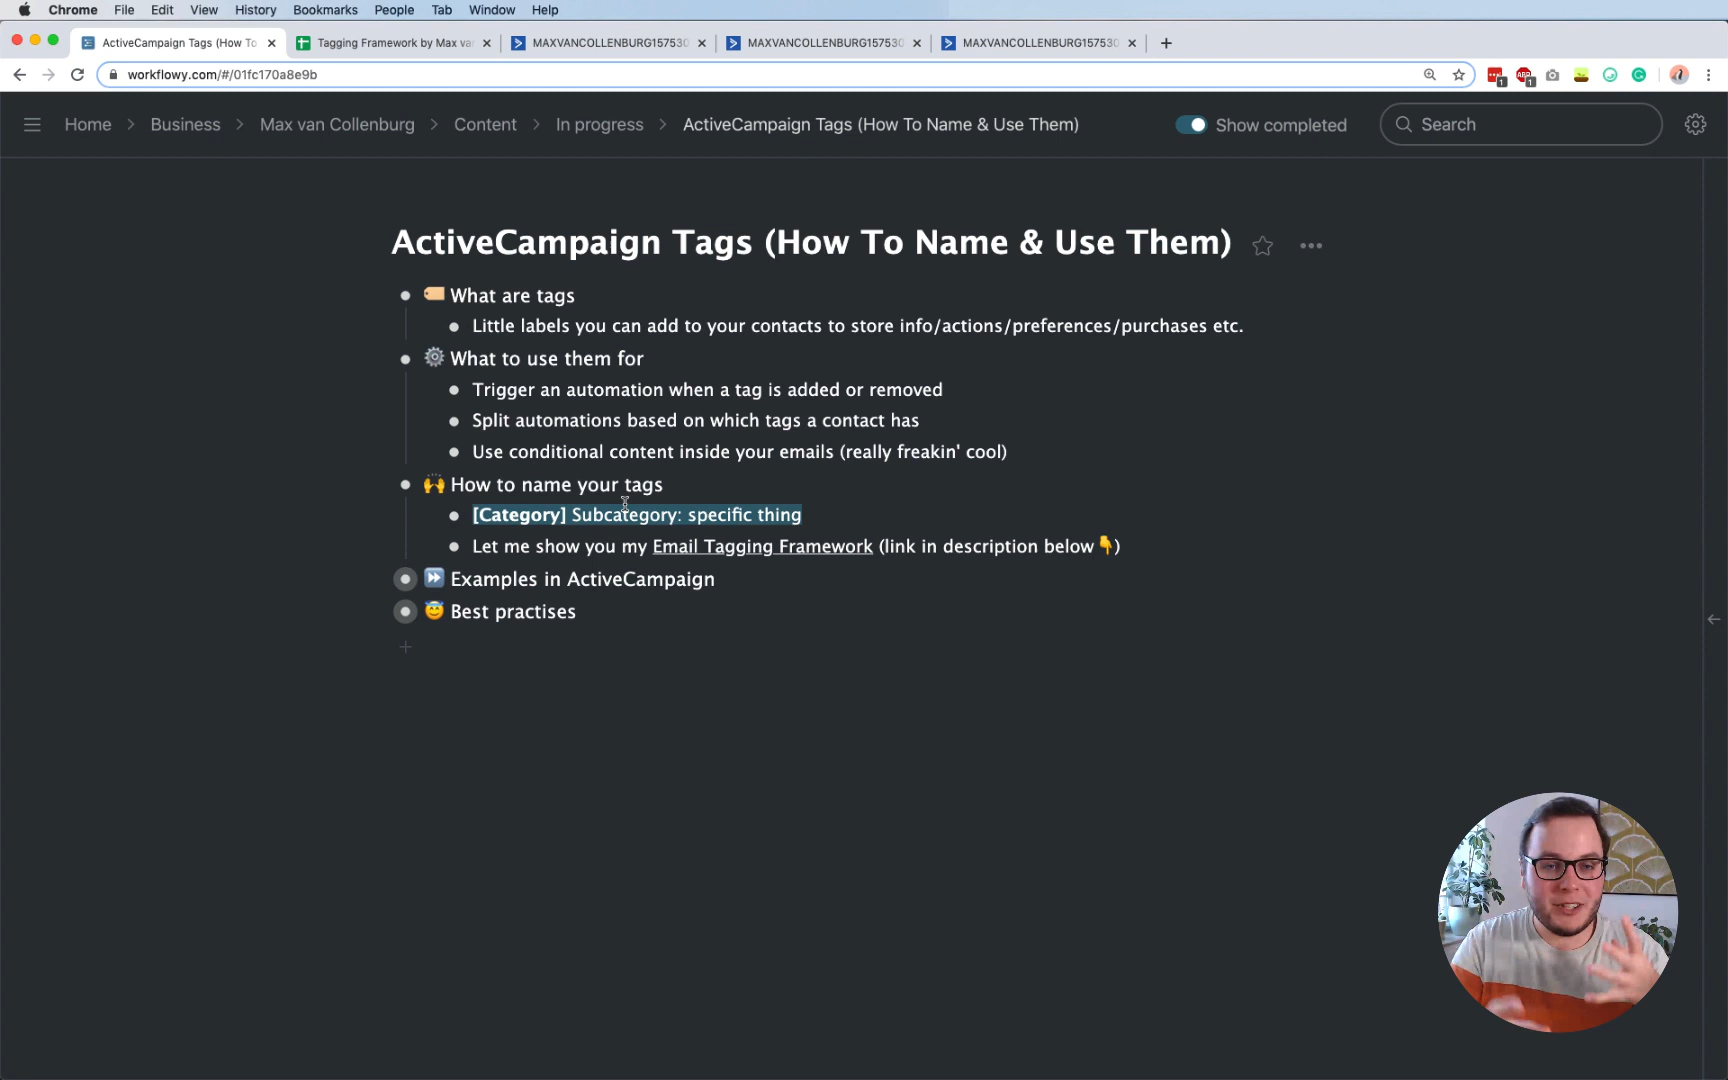 Chrome File Edit View History Bookmarks People Tab Window Help
ActiveCampaign Tags (How To
Tagging Framework by Max va
MAXVANCOLLENBURG157530
MAXVANCOLLENBURG157530
MAXVANCOLLENBURG157530
workflowy.com/#/01fc170a8e9b
1
ABP
1
Home > Business > Max van Collenburg > Content > In progress > ActiveCampaign Tags (How To Name & Use Them)
Show completed
Search
ActiveCampaign Tags (How To Name & Use Them)
What are tags
Little labels you can add to your contacts to store info/actions/preferences/purchases etc.
What to use them for
Trigger an automation when a tag is added or removed
Split automations based on which tags a contact has
Use conditional content inside your emails (really freakin' cool)
How to name your tags
[Category] Subcategory: specific thing
Let me show you my Email Tagging Framework (link in description below👇)
Examples in ActiveCampaign
Best practises